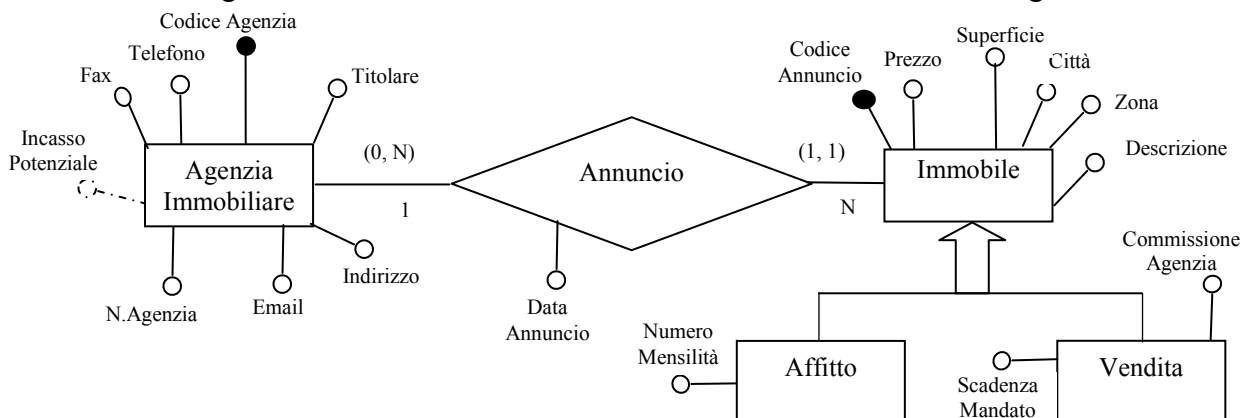 Codice Agenzia
Telefono
Fax
Titolare
Incasso
Potenziale
Agenzia
Immobiliare
N.Agenzia
Email
Indirizzo
(0, N)
1
Annuncio
Data
Annuncio
(1, 1)
N
Codice
Annuncio
Prezzo
Superficie
Città
Zona
Descrizione
Immobile
Commissione
Agenzia
Numero
Mensilità
Affitto
Scadenza
Mandato
Vendita